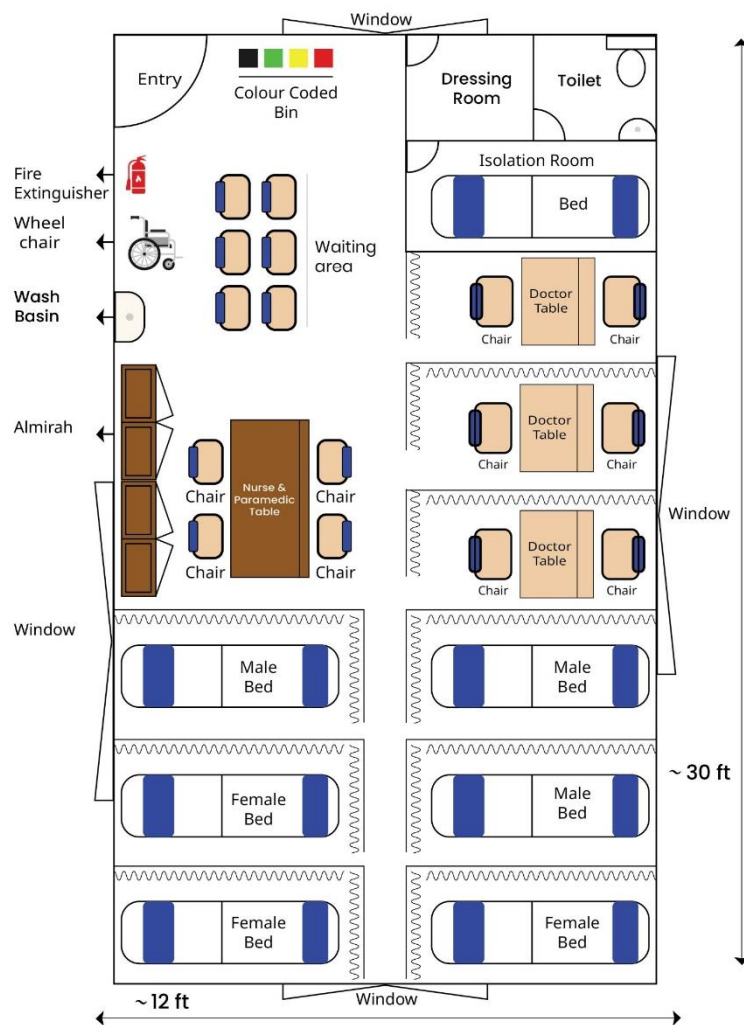 Window
Entry
Colour Coded
Bin
Dressing
Room
Toilet
Fire
Extinguisher
Isolation Room
Bed
Wheel
chair
Waiting
area
Wash
Basin
Doctor
Table
Chair
Chair
Almirah
Doctor
Table
Chair
Chair
Chair
Nurse &
Paramedic
Table
Chair
Chair
Chair
Window
Doctor
Table
Chair
Chair
Window
Male
Bed
Male
Bed
Female
Bed
Male
Bed
~ 30 ft
Female
Bed
Female
Bed
~ 12 ft
Window